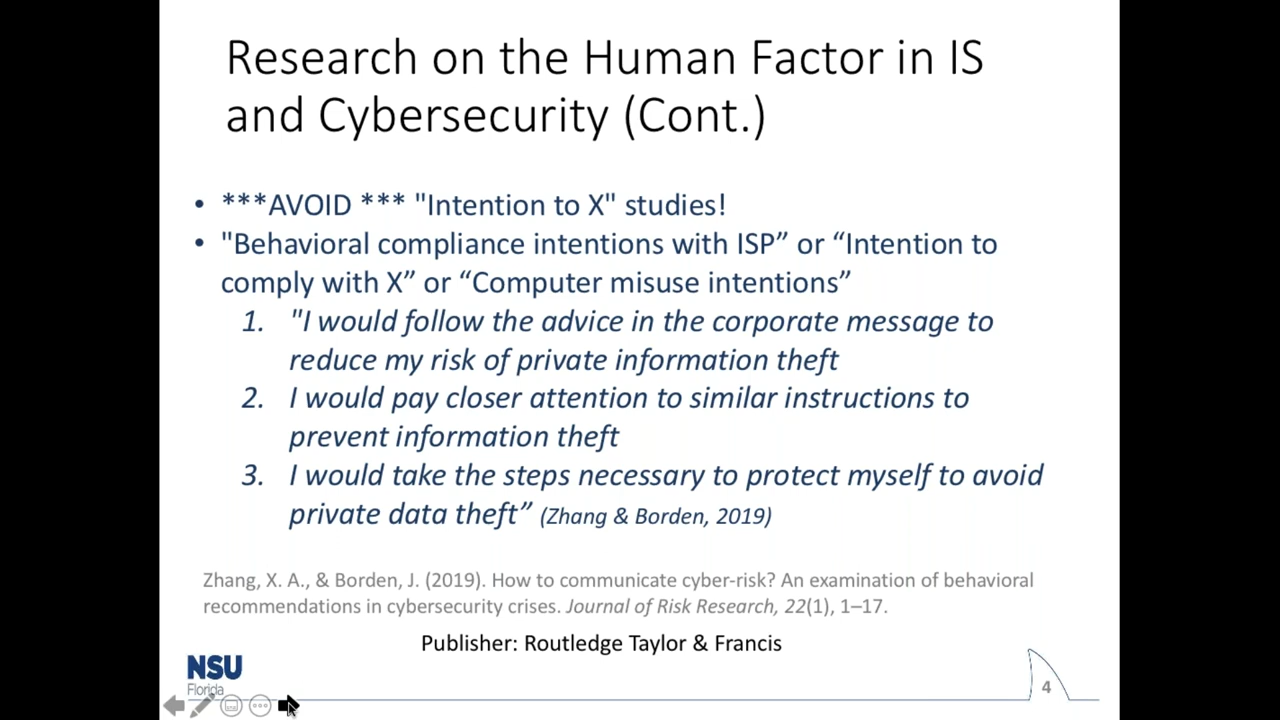 Research on the Human Factor in IS
and Cybersecurity (Cont.)
• ***AVOID *** "Intention to X" studies!
• "Behavioral compliance intentions with ISP” or “Intention to
comply with X” or “Computer misuse intentions”
1. "I would follow the advice in the corporate message to
reduce my risk of private information theft
2. I would pay closer attention to similar instructions to
prevent information theft
3. I would take the steps necessary to protect myself to avoid
private data theft” (Zhang & Borden, 2019)
Zhang, X. A., & Borden, J. (2019). How to communicate cyber-risk? An examination of behavioral
recommendations in cybersecurity crises. Journal of Risk Research, 22(1), 1–17.
Publisher: Routledge Taylor & Francis
NSU
Florida
4